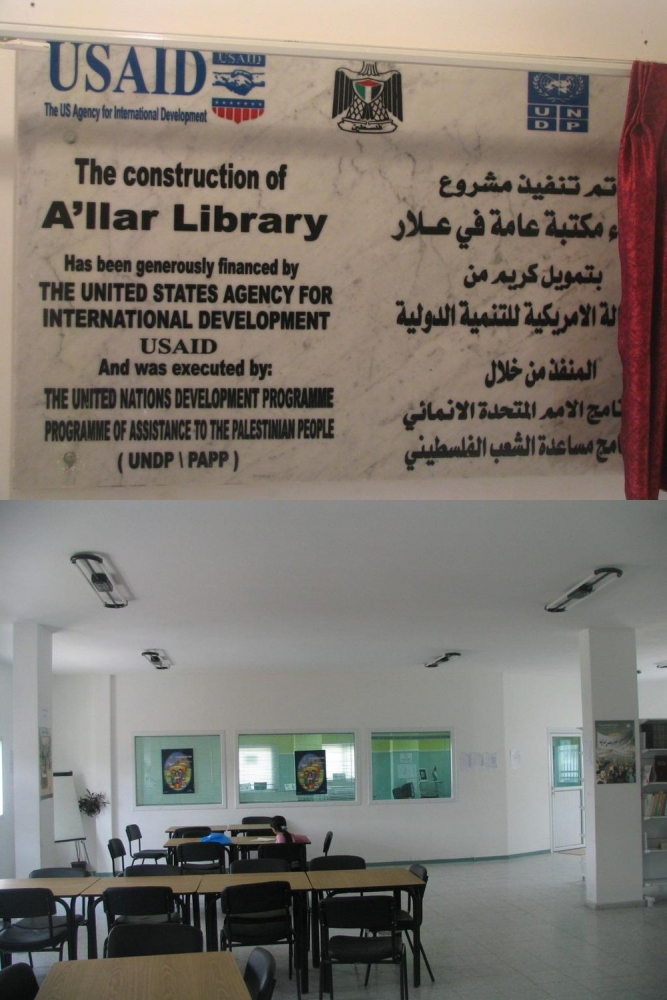 USAID
The US Agency for International Development
USAID
فلسطين
U N
D P
The construction of
A'llar Library
Has been generously financed by
THE UNITED STATES AGENCY FOR
INTERNATIONAL DEVELOPMENT
USAID
And was executed by:
THE UNITED NATIONS DEVELOPMENT PROGRAMME
PROGRAMME OF ASSISTANCE TO THE PALESTINIAN PEOPLE
( UNDP \ PAPP )
تم تنفيذ مشروع
مكتبة عامة في عـلار
بتمويل كريم من
الامريكية للتنمية الدولية
المنفذ من خلال
الامم المتحدة الانمائي
مساعدة الشعب الفلسطيني